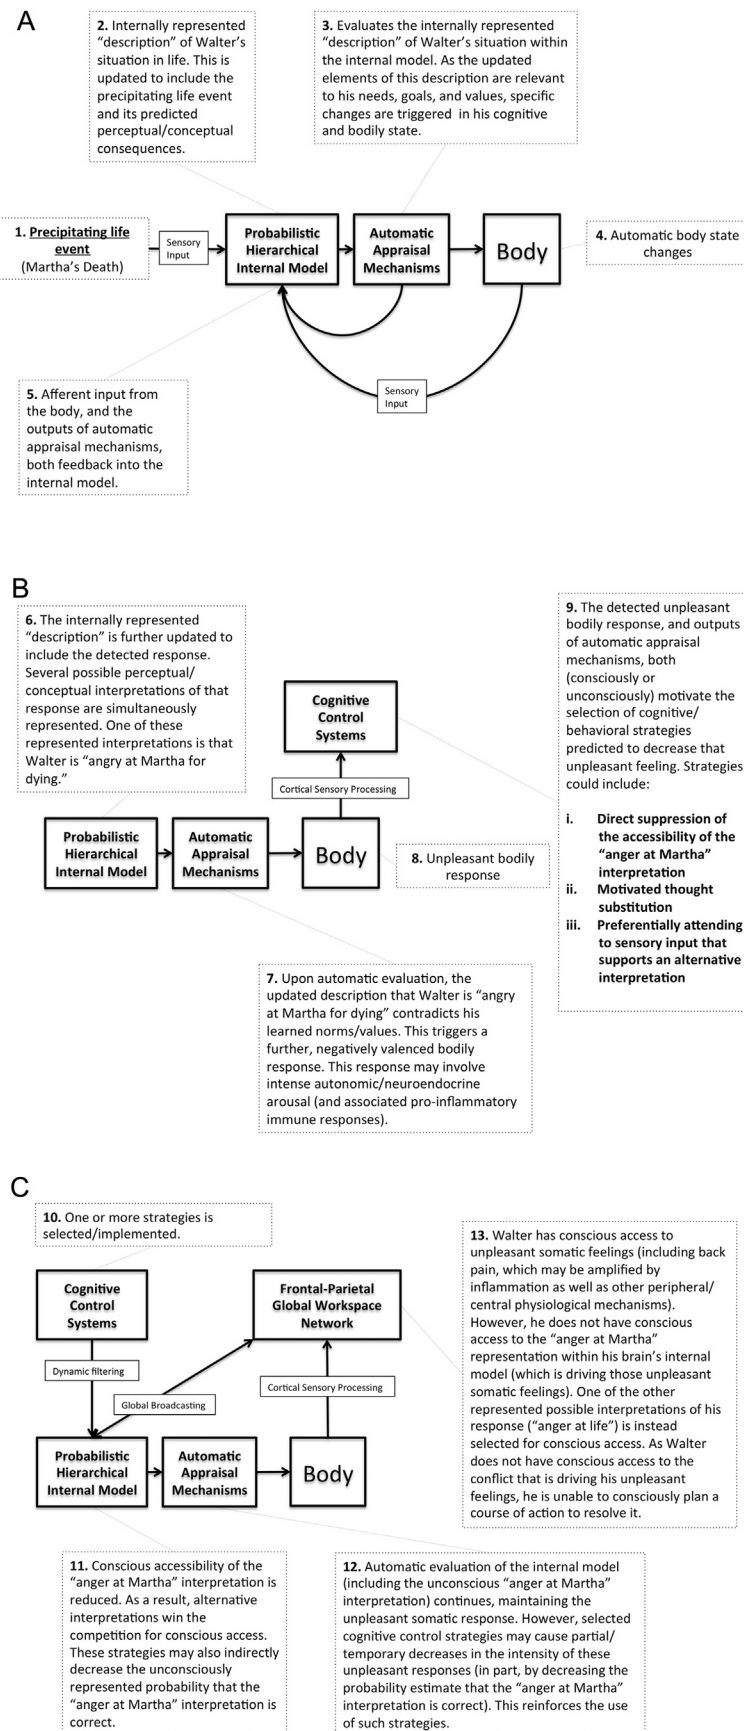 A
2. Internally represented
“description” of Walter’s
situation in life. This is
updated to include the
precipitating life event
and its predicted
perceptual/conceptual
consequences.
3. Evaluates the internally represented
“description” of Walter’s situation within
the internal model. As the updated
elements of this description are relevant
to his needs, goals, and values, specific
changes are triggered in his cognitive
and bodily state.
1. Precipitating life
event
(Martha’s Death)
Sensory
Input
Probabilistic
Hierarchical
Internal Model
Automatic
Appraisal
Mechanisms
Body
4. Automatic body state
changes
5. Afferent input from
the body, and the
outputs of automatic
appraisal mechanisms,
both feedback into the
internal model.
Sensory
Input
B
6. The internally represented
“description” is further updated to
include the detected response.
Several possible perceptual/
conceptual interpretations of that
response are simultaneously
represented. One of these
represented interpretations is that
Walter is “angry at Martha for
dying.”
Cognitive
Control
Systems
Cortical Sensory Processing
Probabilistic
Hierarchical
Internal Model
Automatic
Appraisal
Mechanisms
Body
8. Unpleasant bodily
response
9. The detected unpleasant
bodily response, and outputs
of automatic appraisal
mechanisms, both
(consciously or
unconsciously) motivate the
selection of cognitive/
behavioral strategies
predicted to decrease that
unpleasant feeling. Strategies
could include:
i. Direct suppression of
the accessibility of the
“anger at Martha”
interpretation
ii. Motivated thought
substitution
iii. Preferentially attending
to sensory input that
supports an alternative
interpretation
7. Upon automatic evaluation, the
updated description that Walter is “angry
at Martha for dying” contradicts his
learned norms/values. This triggers a
further, negatively valenced bodily
response. This response may involve
intense autonomic/neuroendocrine
arousal (and associated pro-inflammatory
immune responses).
C
10. One or more strategies is
selected/implemented.
Cognitive
Control
Systems
Frontal-Parietal
Global Workspace
Network
Dynamic filtering
Global Broadcasting
Cortical Sensory Processing
Probabilistic
Hierarchical
Internal Model
Automatic
Appraisal
Mechanisms
Body
13. Walter has conscious access to
unpleasant somatic feelings (including back
pain, which may be amplified by
inflammation as well as other peripheral/
central physiological mechanisms).
However, he does not have conscious
access to the “anger at Martha”
representation within his brain’s internal
model (which is driving those unpleasant
somatic feelings). One of the other
represented possible interpretations of his
response (“anger at life”) is instead
selected for conscious access. As Walter
does not have conscious access to the
conflict that is driving his unpleasant
feelings, he is unable to consciously plan a
course of action to resolve it.
11. Conscious accessibility of the
“anger at Martha” interpretation is
reduced. As a result, alternative
interpretations win the
competition for conscious access.
These strategies may also indirectly
decrease the unconsciously
represented probability that the
“anger at Martha” interpretation is
correct.
12. Automatic evaluation of the internal model
(including the unconscious “anger at Martha”
interpretation) continues, maintaining the
unpleasant somatic response. However, selected
cognitive control strategies may cause partial/
temporary decreases in the intensity of these
unpleasant responses (in part, by decreasing the
probability estimate that the “anger at Martha”
interpretation is correct). This reinforces the use
of such strategies.